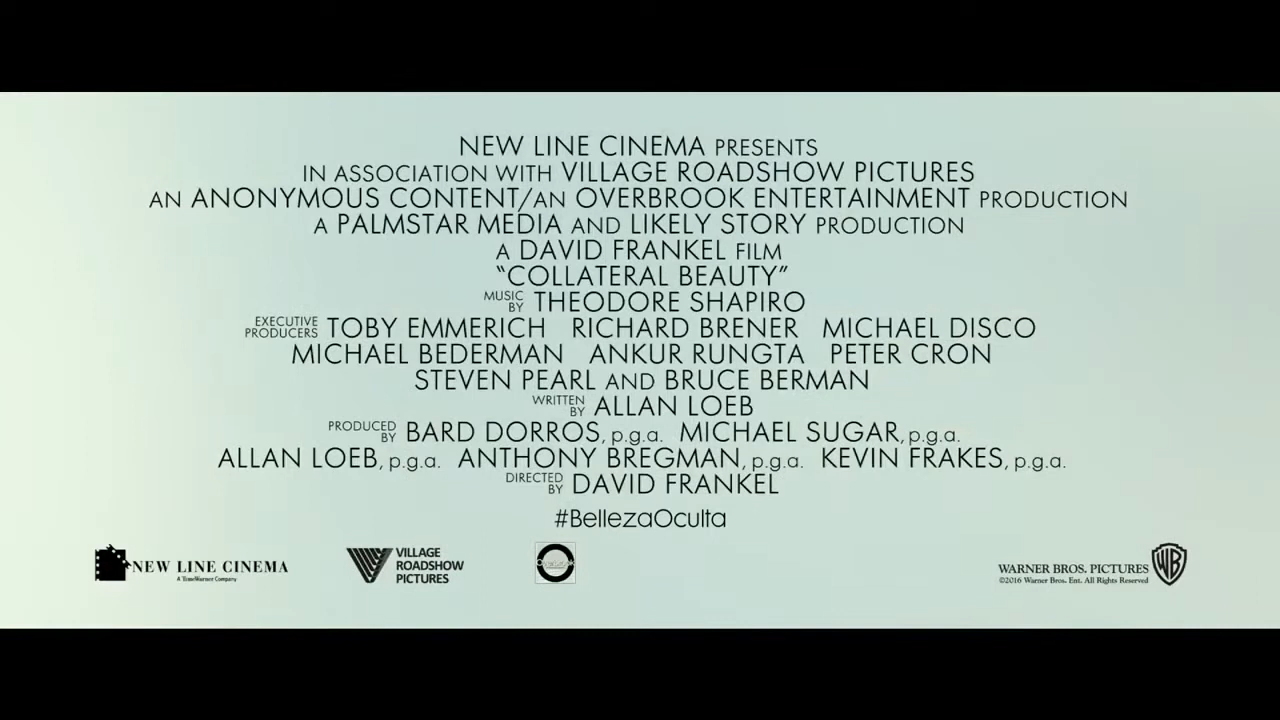 NEW LINE CINEMA PRESENTS
IN ASSOCIATION WITH VILLAGE ROADSHOW PICTURES
AN ANONYMOUS CONTENT/AN OVERBROOK ENTERTAINMENT PRODUCTION
A PALMSTAR MEDIA AND LIKELY STORY PRODUCTION
A DAVID FRANKEL FILM
“COLLATERAL BEAUTY”
MUSIC BY THEODORE SHAPIRO
EXECUTIVE PRODUCERS TOBY EMMERICH RICHARD BRENER MICHAEL DISCO
MICHAEL BEDERMAN ANKUR RUNGTA PETER CRON
STEVEN PEARL AND BRUCE BERMAN
WRITTEN BY ALLAN LOEB
PRODUCED BY BARD DORROS, p.g.a. MICHAEL SUGAR, p.g.a.
ALLAN LOEB, p.g.a. ANTHONY BREGMAN, p.g.a. KEVIN FRAKES, p.g.a.
DIRECTED BY DAVID FRANKEL
#BellezaOculta
NEW LINE CINEMA
A TimeWarner Company
VILLAGE
ROADSHOW
PICTURES
WARNER BROS. PICTURES
©2016 Warner Bros. Ent. All Rights Reserved
WB